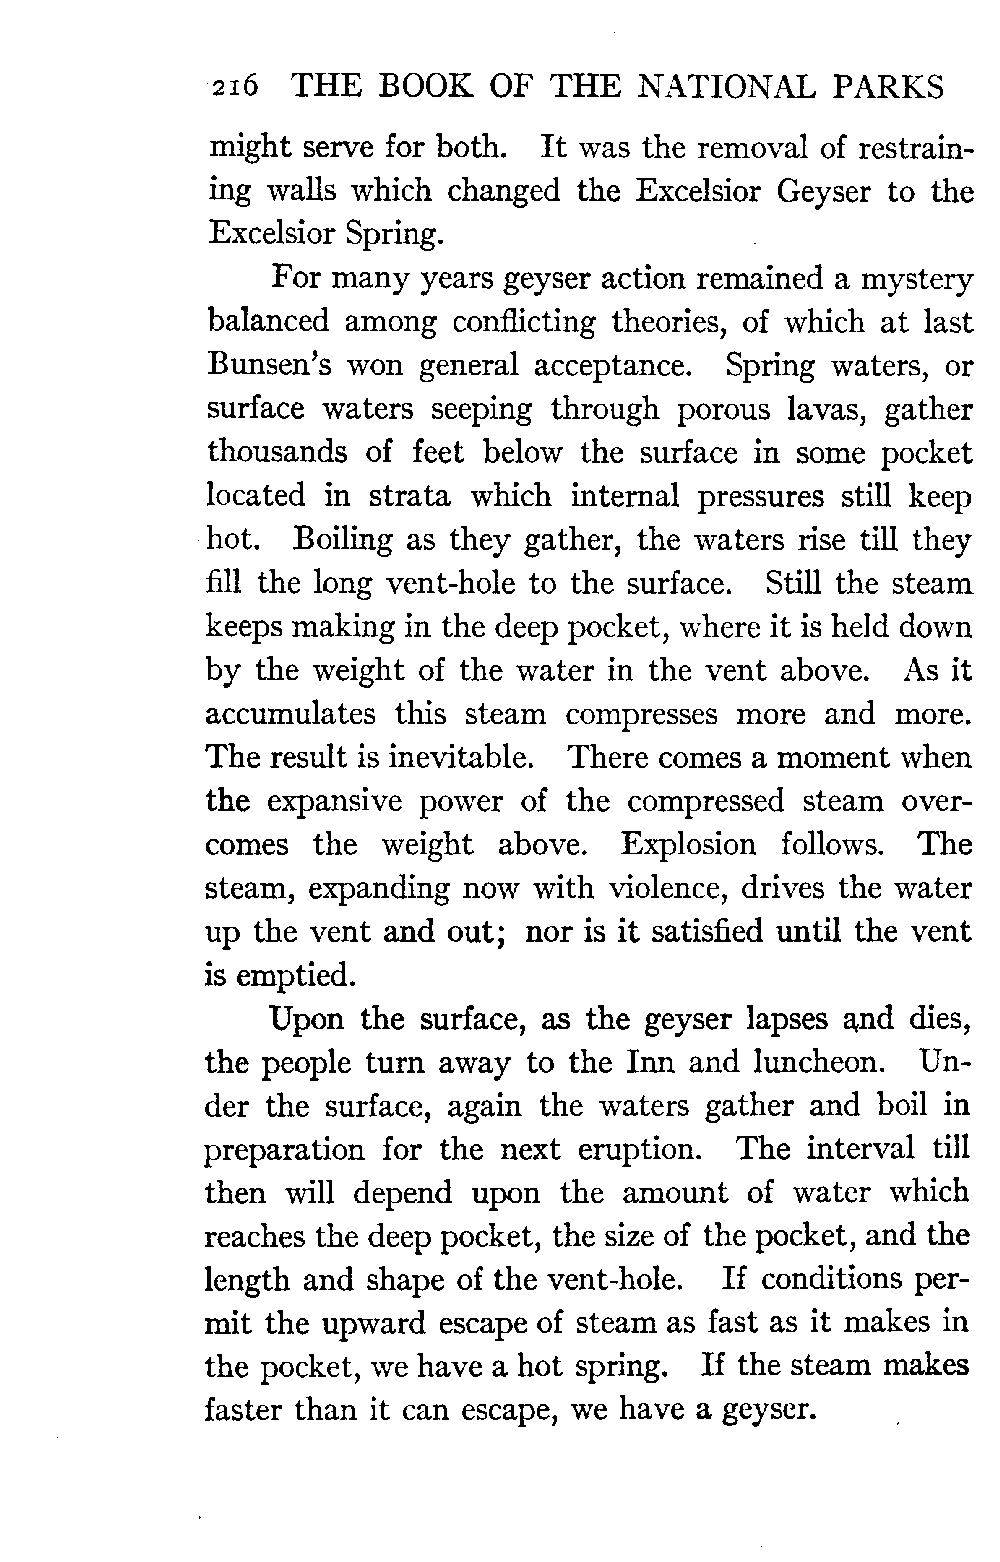 216 THE BOOK OF THE NATIONAL PARKS
might serve for both. It was the removal of restrain-
ing walls which changed the Excelsior Geyser to the
Excelsior Spring.
For many years geyser action remained a mystery
balanced among conflicting theories, of which at last
Bunsen's won general acceptance. Spring waters, or
surface waters seeping through porous lavas, gather
thousands of feet below the surface in some pocket
located in strata which internal pressures still keep
hot. Boiling as they gather, the waters rise till they
fill the long vent-hole to the surface. Still the steam
keeps making in the deep pocket, where it is held down
by the weight of the water in the vent above. As it
accumulates this steam compresses more and more.
The result is inevitable. There comes a moment when
the expansive power of the compressed steam over-
comes the weight above. Explosion follows. The
steam, expanding now with violence, drives the water
up the vent and out; nor is it satisfied until the vent
is emptied.
Upon the surface, as the geyser lapses and dies,
the people turn away to the Inn and luncheon. Un-
der the surface, again the waters gather and boil in
preparation for the next eruption. The interval till
then will depend upon the amount of water which
reaches the deep pocket, the size of the pocket, and the
length and shape of the vent-hole. If conditions per-
mit the upward escape of steam as fast as it makes in
the pocket, we have a hot spring. If the steam makes
faster than it can escape, we have a geyser.